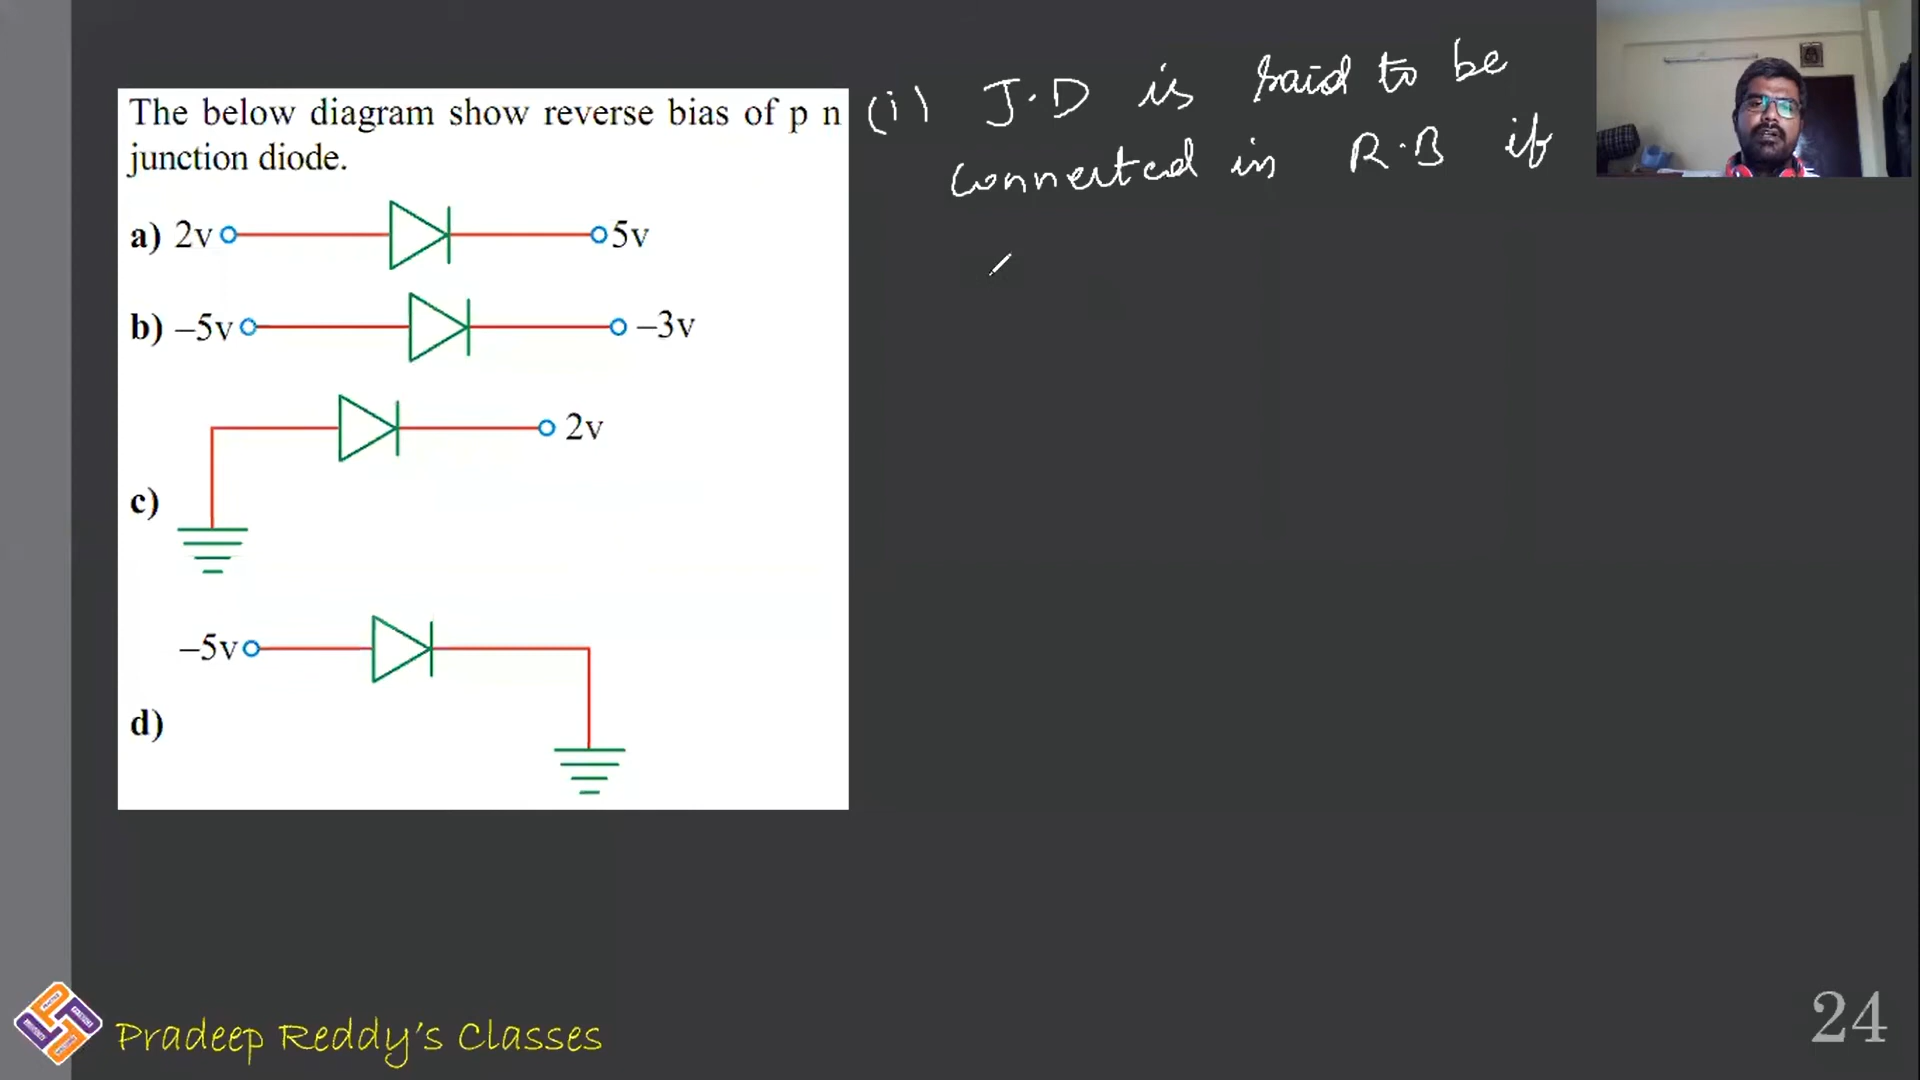 The below diagram show reverse bias of p n
junction diode.
a) 2v 5v
b) –5v –3v
2v
c)
–5v
d)
(i) J.D is said to be
connected in R.B if
Pradeep Reddy's Classes
24